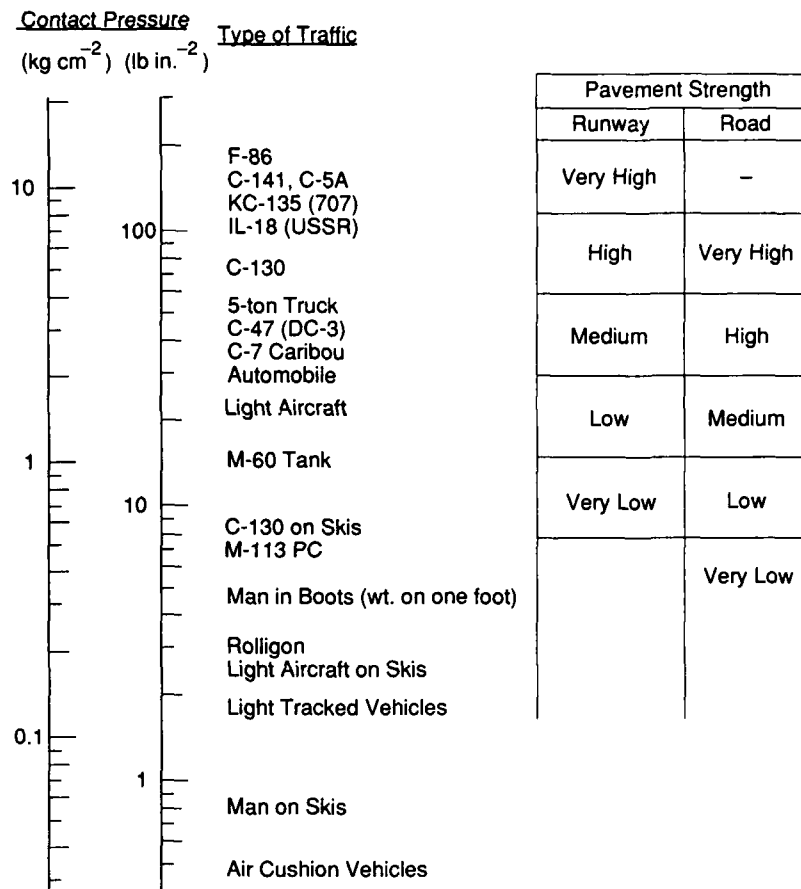 Contact Pressure
(kg cm⁻²) (lb in.⁻²)
Type of Traffic
10
1
0.1
100
10
1
F-86
C-141, C-5A
KC-135 (707)
IL-18 (USSR)
C-130
5-ton Truck
C-47 (DC-3)
C-7 Caribou
Automobile
Light Aircraft
M-60 Tank
C-130 on Skis
M-113 PC
Man in Boots (wt. on one foot)
Rolligon
Light Aircraft on Skis
Light Tracked Vehicles
Man on Skis
Air Cushion Vehicles
Pavement Strength
Runway Road
Very High –
High Very High
Medium High
Low Medium
Very Low Low
Very Low